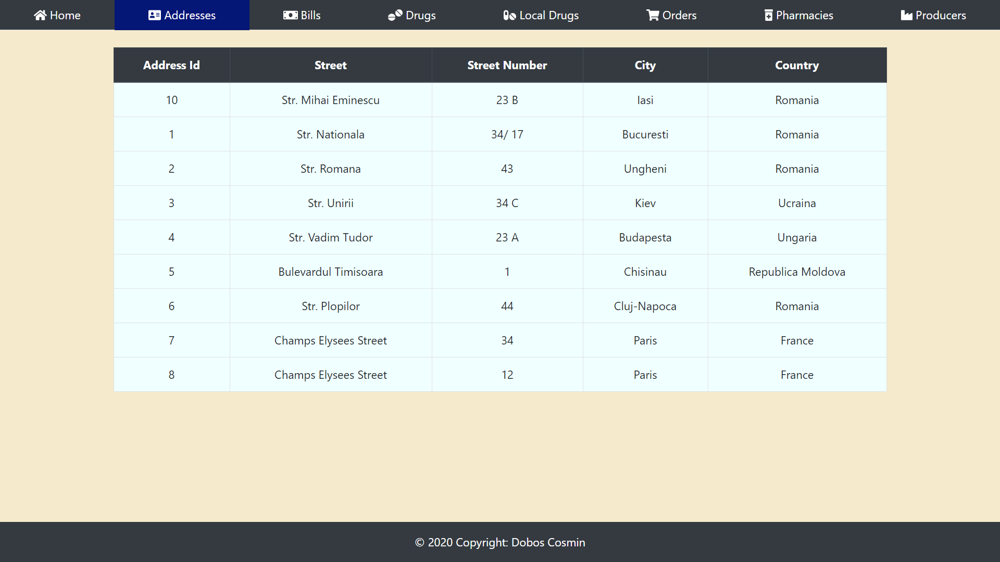 Home Addresses Bills Drugs Local Drugs Orders Pharmacies Producers
Address Id Street Street Number City Country
10 Str. Mihai Eminescu 23 B Iasi Romania
1 Str. Nationala 34/ 17 Bucuresti Romania
2 Str. Romana 43 Ungheni Romania
3 Str. Unirii 34 C Kiev Ucraina
4 Str. Vadim Tudor 23 A Budapesta Ungaria
5 Bulevardul Timisoara 1 Chisinau Republica Moldova
6 Str. Plopilor 44 Cluj-Napoca Romania
7 Champs Elysees Street 34 Paris France
8 Champs Elysees Street 12 Paris France
© 2020 Copyright: Dobos Cosmin